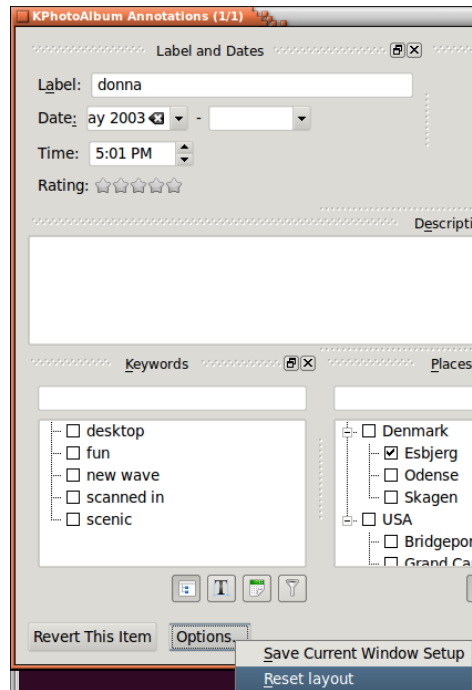 KPhotoAlbum Annotations (1/1)
Label and Dates
Label: donna
Date: ay 2003 -
Time: 5:01 PM
Rating:
Descripti
Keywords
Places
desktop
fun
new wave
scanned in
scenic
Denmark
Esbjerg
Odense
Skagen
USA
Bridgepor
Grand Ca
T
Revert This Item
Options..
Save Current Window Setup
Reset layout